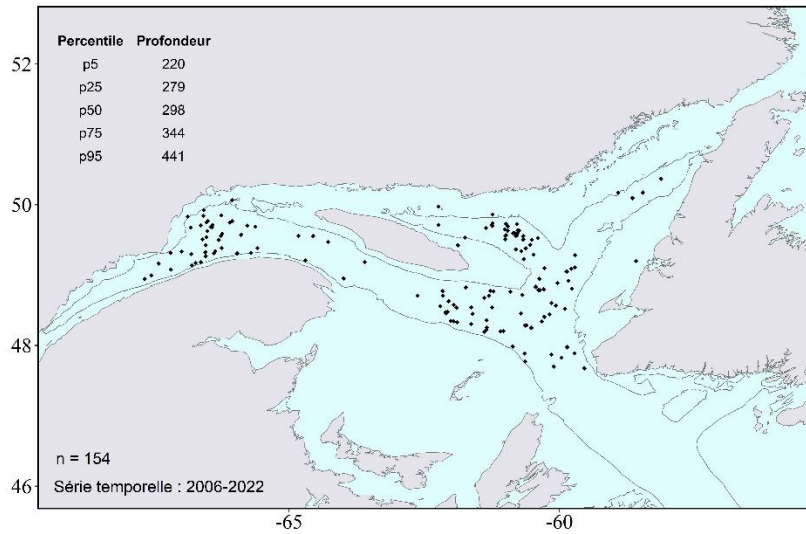 52
50
48
46
Percentile Profondeur
p5 220
p25 279
p50 298
p75 344
p95 441
n = 154
Série temporelle : 2006-2022
-65 -60